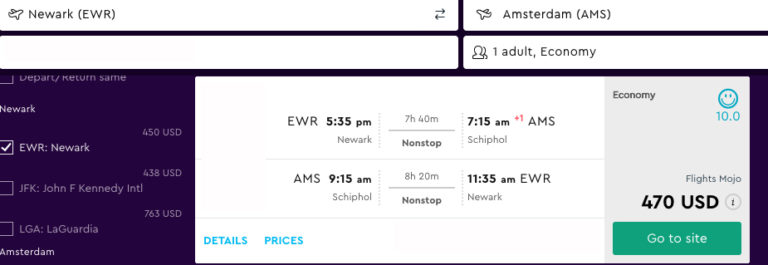 Newark (EWR)
Amsterdam (AMS)
1 adult, Economy
Depart/Return same
Newark
450 USD
EWR: Newark
438 USD
JFK: John F Kennedy Intl
763 USD
LGA: LaGuardia
Amsterdam
EWR 5:35 pm 7h 40m 7:15 am +1 AMS
Newark Nonstop Schiphol
AMS 9:15 am 8h 20m 11:35 am EWR
Schiphol Nonstop Newark
DETAILS PRICES
Economy
10.0
Flights Mojo
470 USD i
Go to site